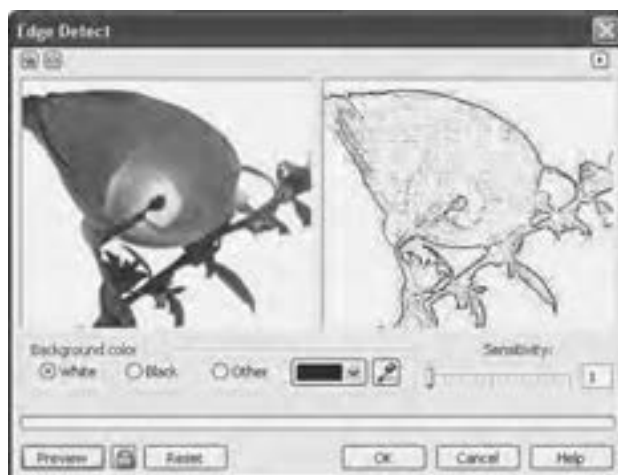 Edge Detect
Background color
Sensitivity:
White Black Other 1
Preview Reset OK Cancel Help